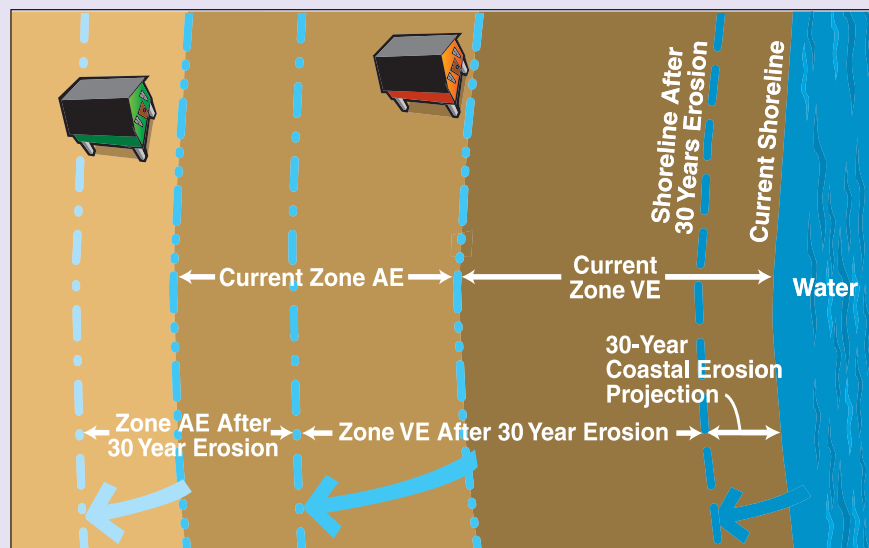 Shoreline After
30 Years Erosion
Current Shoreline
Current Zone AE
Current
Zone VE
Water
30-Year
Coastal Erosion
Projection
Zone AE After
30 Year Erosion
Zone VE After 30 Year Erosion